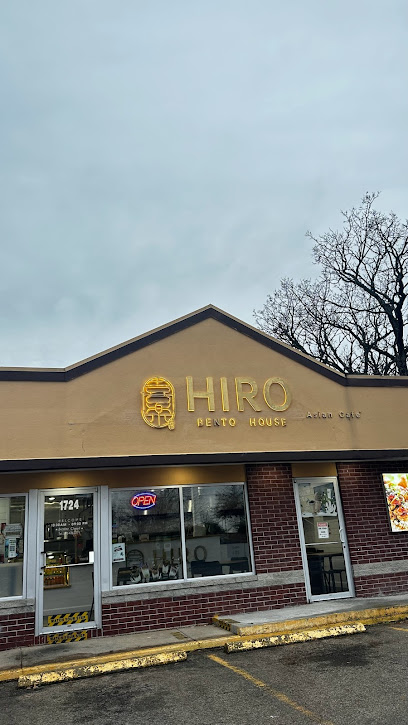 HIRO
BENTO HOUSE
Asian Café
OPEN
1724